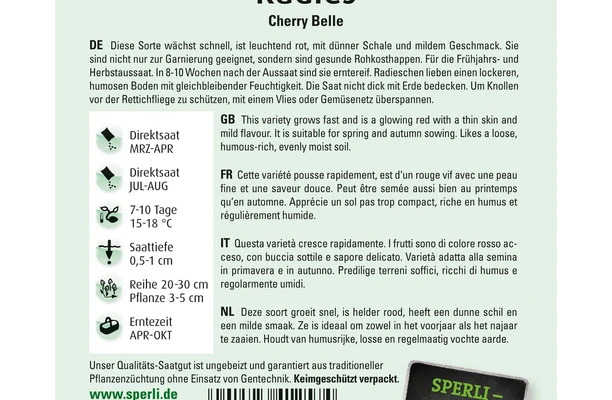 Radies
Cherry Belle
DE Diese Sorte wächst schnell, ist leuchtend rot, mit dünner Schale und mildem Geschmack. Sie
sind nicht nur zur Garnierung geeignet, sondern sind gesunde Rohkosthappen. Für die Frühjahrs- und
Herbstaussaat. In 8-10 Wochen nach der Aussaat sind sie erntereif. Radieschen lieben einen lockeren,
humosen Boden mit gleichbleibender Feuchtigkeit. Die Saat nicht dick mit Erde bedecken. Um Knollen
vor der Rettichfliege zu schützen, mit einem Vlies oder Gemüsenetz überspannen.
Direktsaat
MRZ-APR
Direktsaat
JUL-AUG
7-10 Tage
15-18 °C
Saattiefe
0,5-1 cm
Reihe 20-30 cm
Pflanze 3-5 cm
Erntezeit
APR-OKT
GB This variety grows fast and is a glowing red with a thin skin and
mild flavour. It is suitable for spring and autumn sowing. Likes a loose,
humous-rich, evenly moist soil.
FR Cette variété pousse rapidement, est d'un rouge vif avec une peau
fine et une saveur douce. Peut être semée aussi bien au printemps
qu'en automne. Apprécie un sol pas trop compact, riche en humus et
régulièrement humide.
IT Questa varietà cresce rapidamente. I frutti sono di colore rosso ac-
ceso, con buccia sottile e sapore delicato. Varietà adatta alla semina
in primavera e in autunno. Predilige terreni soffici, ricchi di humus e
regolarmente umidi.
NL Deze soort groeit snel, is helder rood, heeft een dunne schil en
een milde smaak. Ze is ideaal om zowel in het voorjaar als het najaar
te zaaien. Houdt van humusrijke, losse en regelmaatig vochte aarde.
Unser Qualitäts-Saatgut ist ungebeizt und garantiert aus traditioneller
Pflanzenzüchtung ohne Einsatz von Gentechnik. Keimgeschützt verpackt.
www.sperli.de
SPERLI –